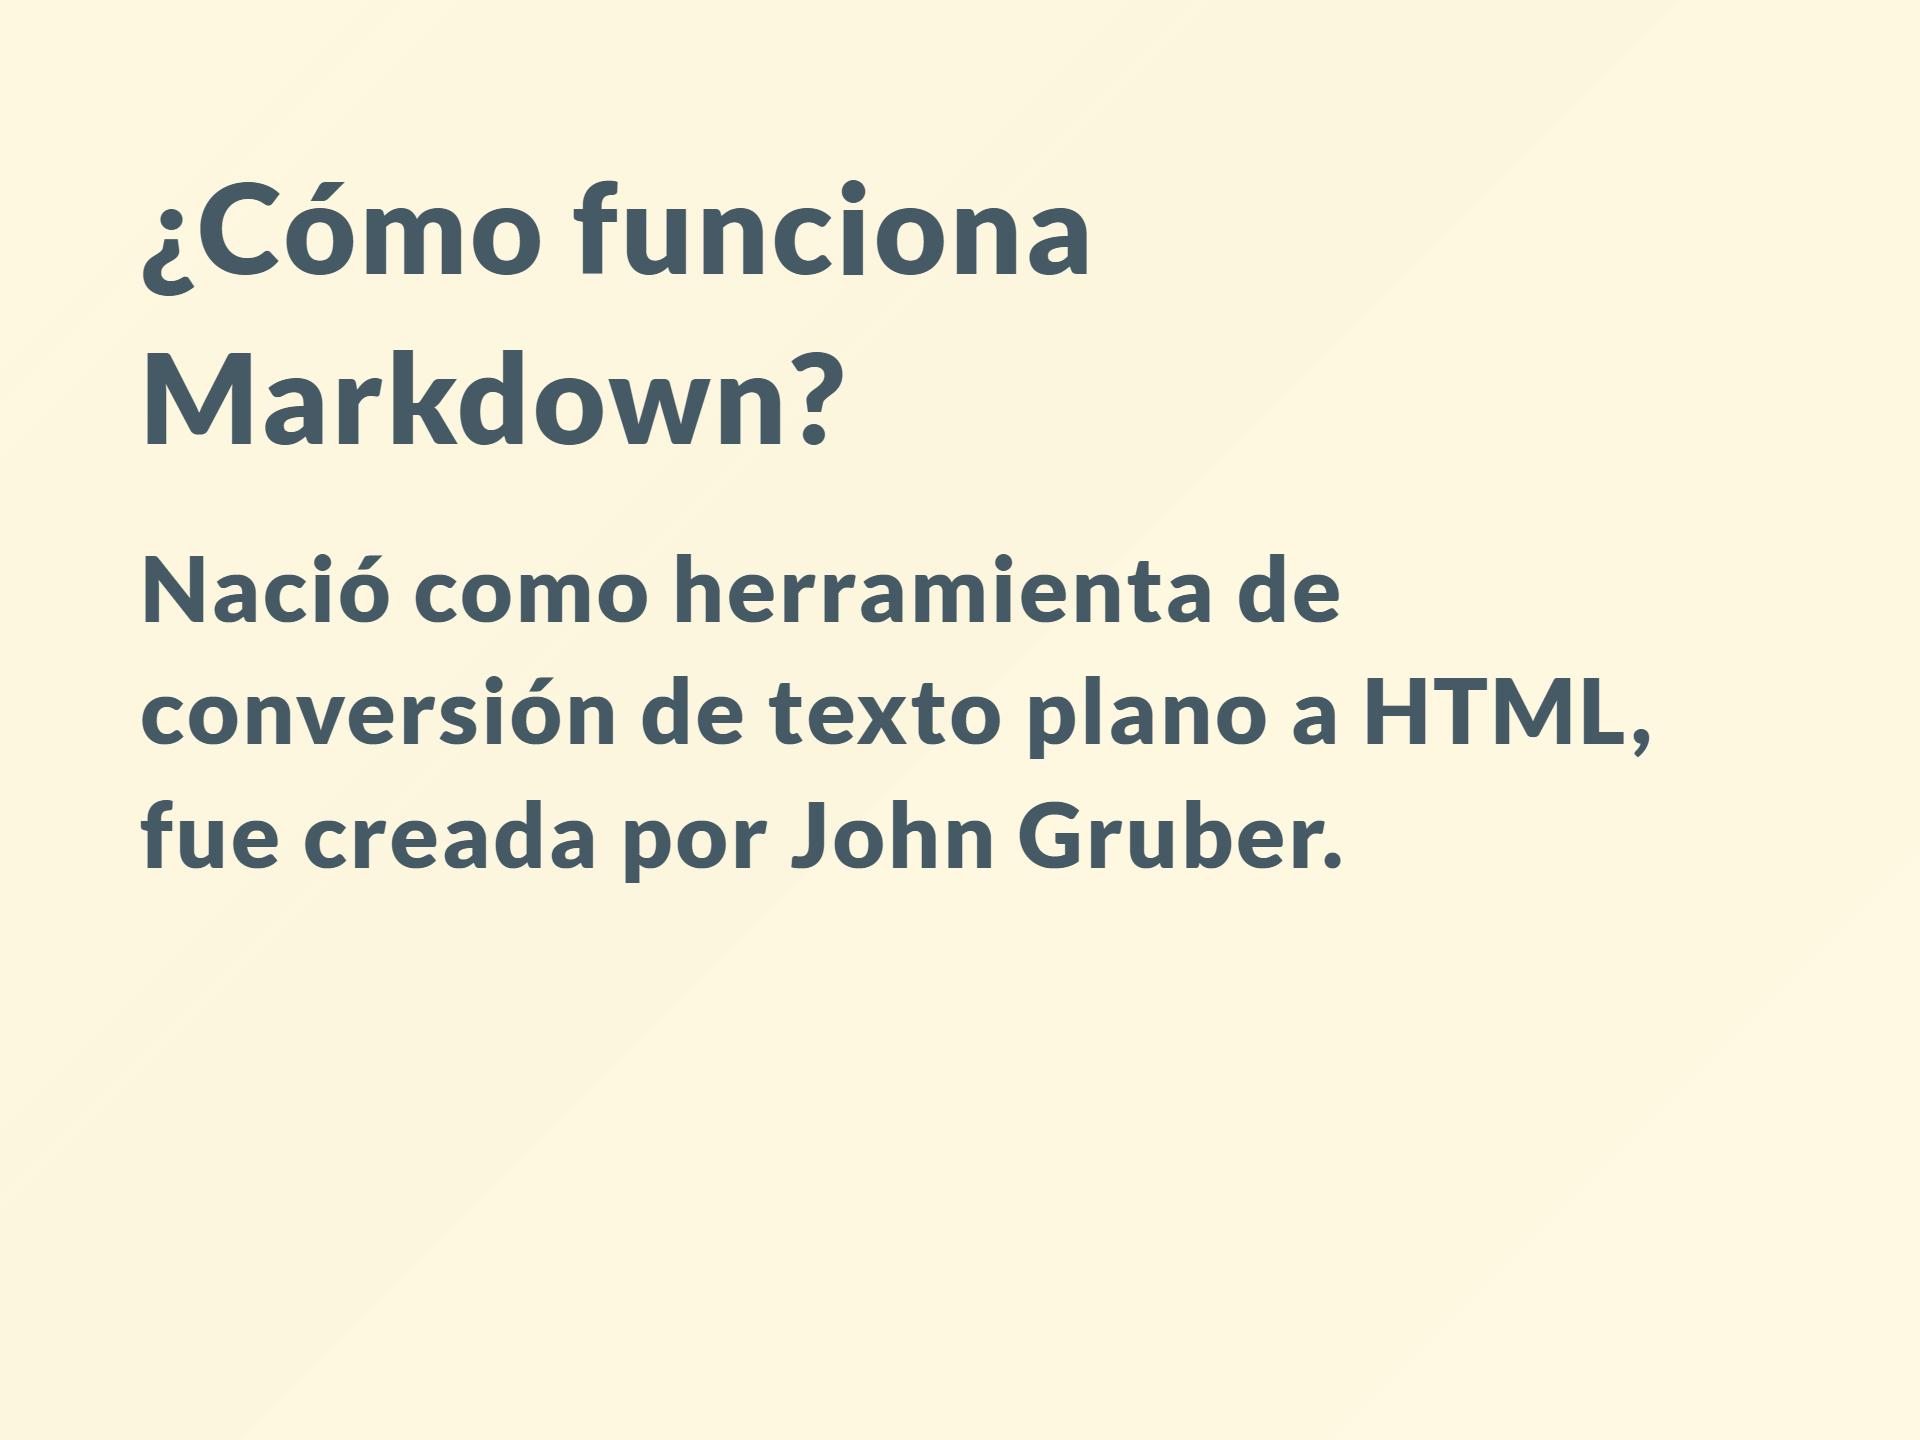 ¿Cómo funciona
Markdown?
Nació como herramienta de
conversión de texto plano a HTML,
fue creada por John Gruber.